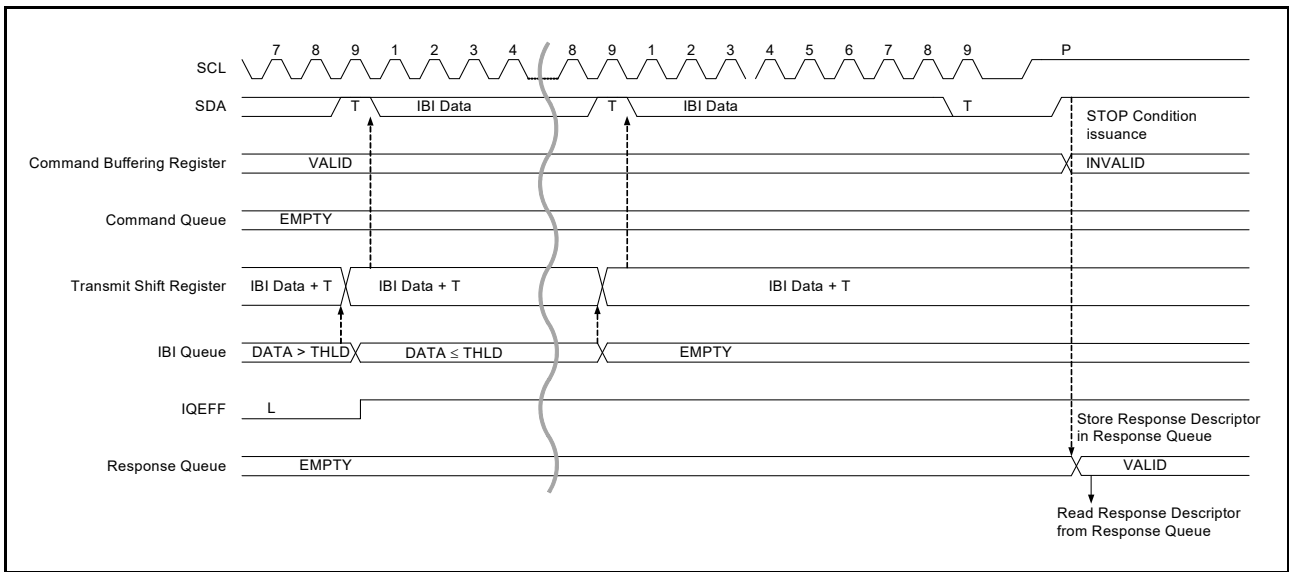 7 8 9 1 2 3 4 8 9 1 2 3 4 5 6 7 8 9 P
SCL
SDA T IBI Data T IBI Data T
STOP Condition
issuance
Command Buffering Register VALID INVALID
Command Queue EMPTY
Transmit Shift Register IBI Data + T IBI Data + T IBI Data + T
IBI Queue DATA > THLD DATA ≤ THLD EMPTY
IQEFF L
Store Response Descriptor
in Response Queue
Response Queue EMPTY VALID
Read Response Descriptor
from Response Queue